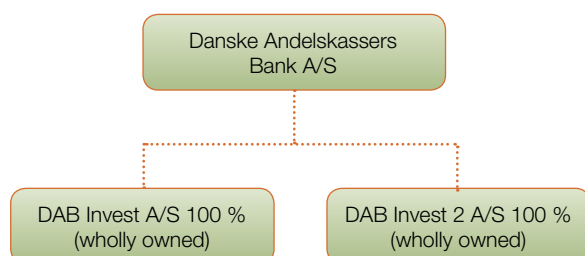 Danske Andelskassers
Bank A/S
DAB Invest A/S 100 %
(wholly owned)
DAB Invest 2 A/S 100 %
(wholly owned)